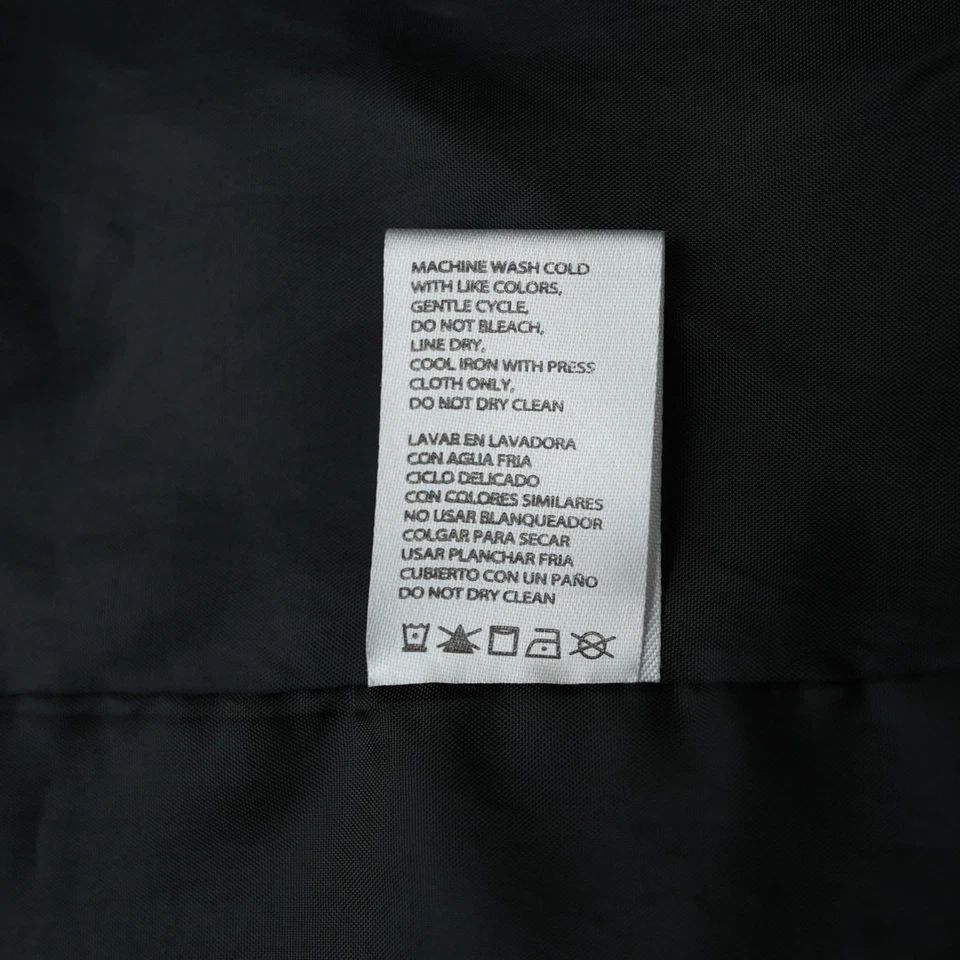 MACHINE WASH COLD
WITH LIKE COLORS,
GENTLE CYCLE,
DO NOT BLEACH,
LINE DRY,
COOL IRON WITH PRESS
CLOTH ONLY,
DO NOT DRY CLEAN
LAVAR EN LAVADORA
CON AGUA FRIA
CICLO DELICADO
CON COLORES SIMILARES
NO USAR BLANQUEADOR
COLGAR PARA SECAR
USAR PLANCHAR FRIA
CUBIERTO CON UN PAÑO
DO NOT DRY CLEAN